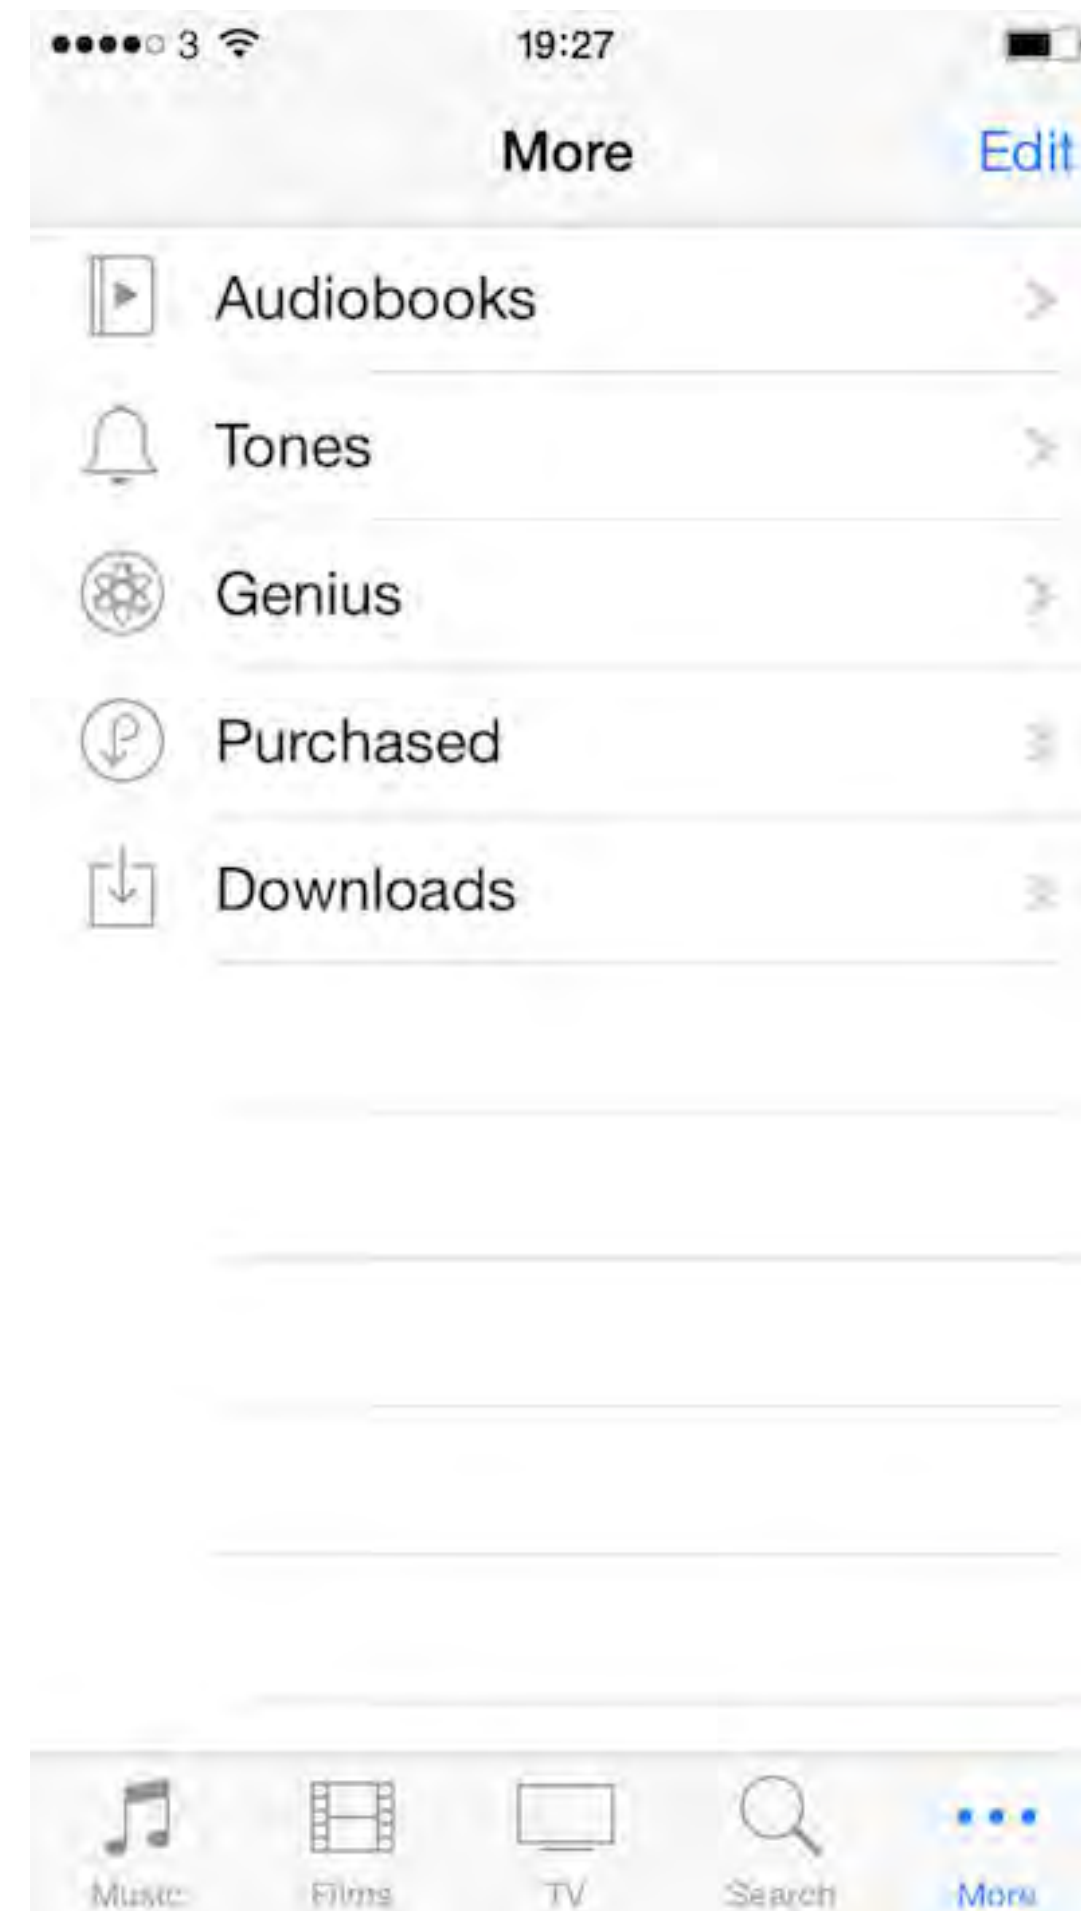 3 19:27
More Edit
Audiobooks
Tones
Genius
Purchased
Downloads
Music Films TV Search More